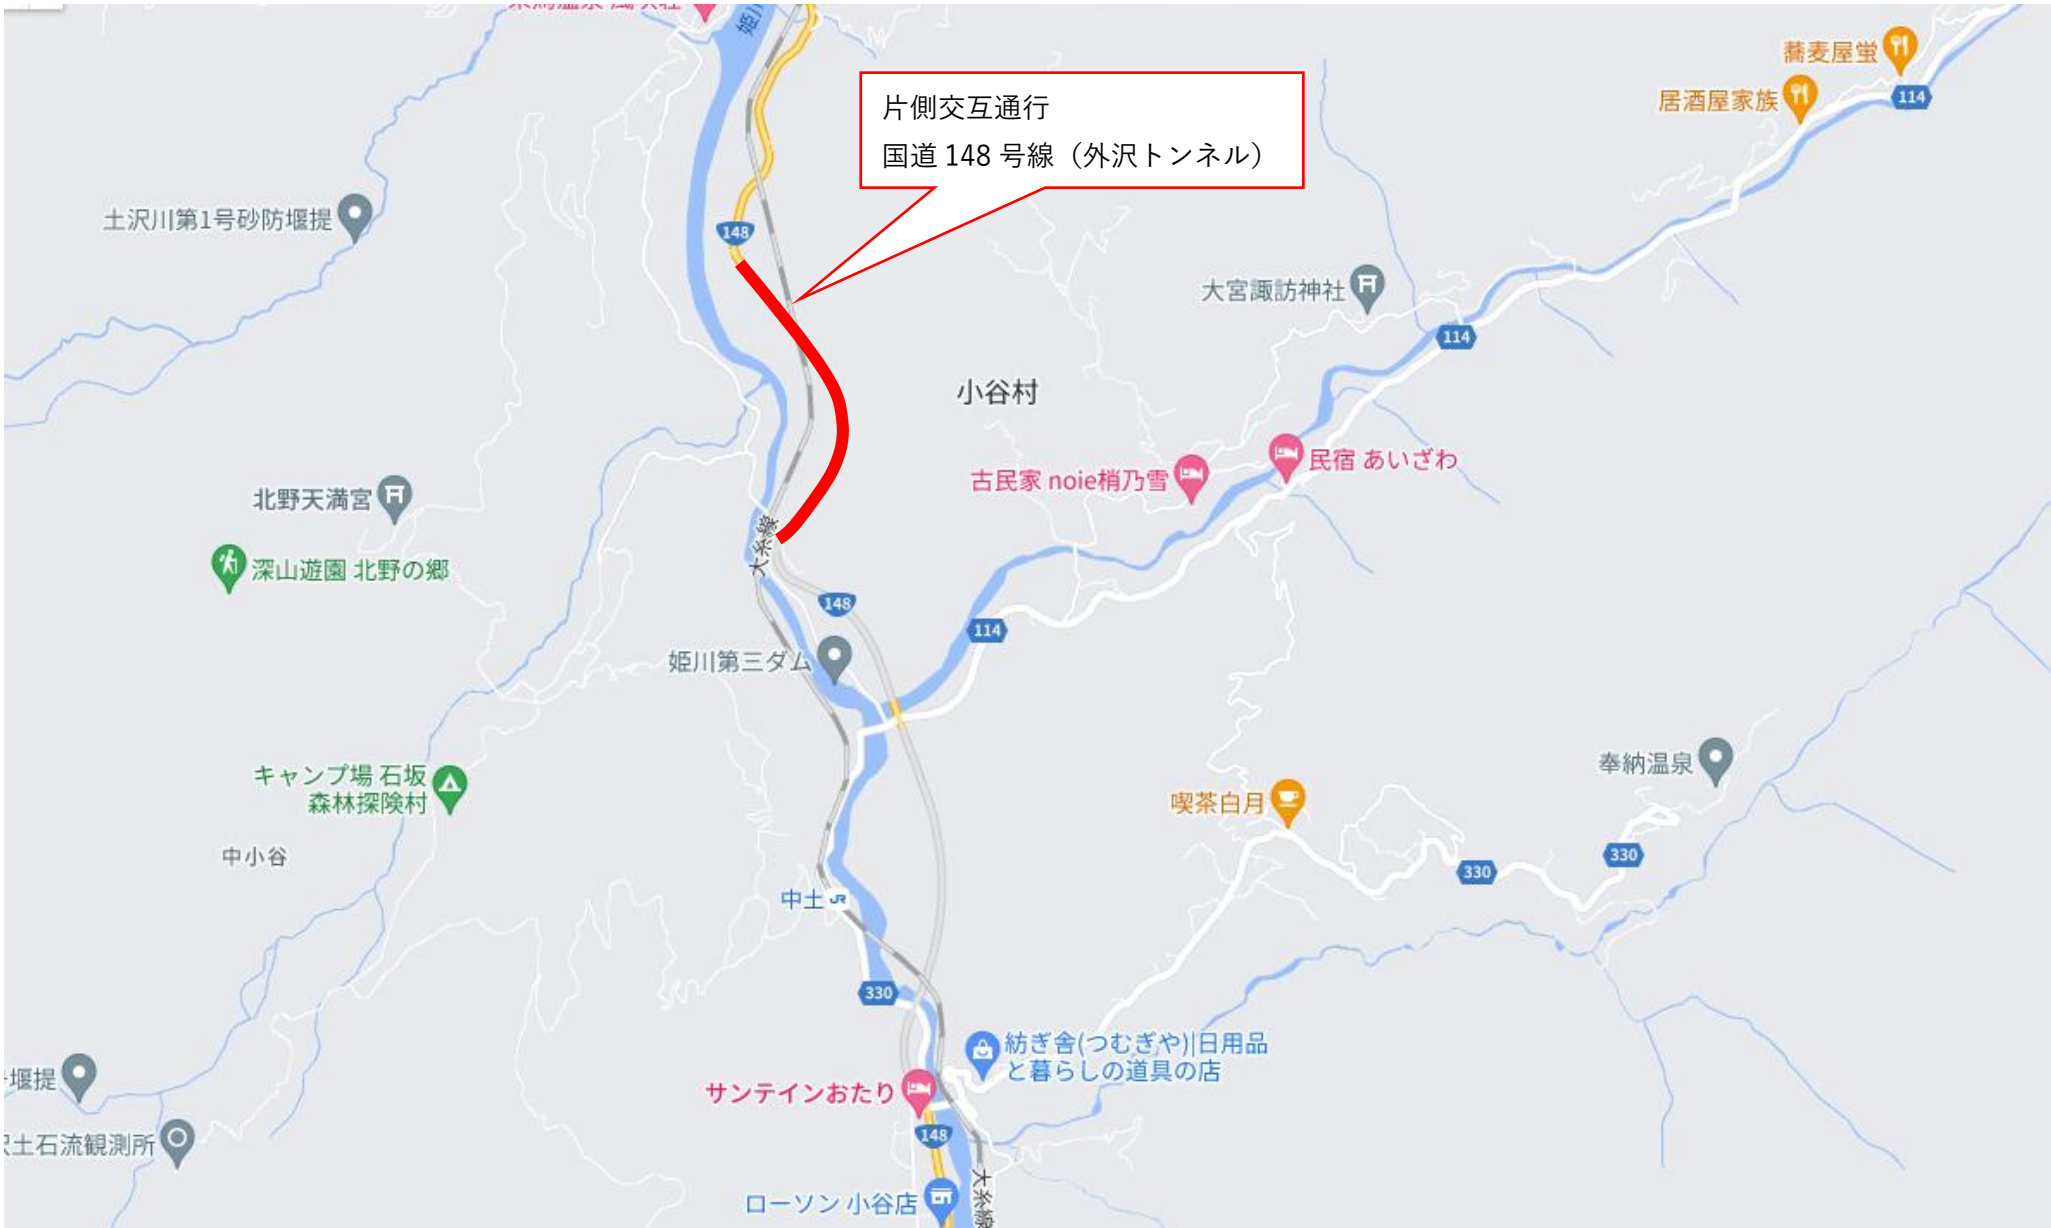 姫川
蕎麦屋蛍
居酒屋家族
114
片側交互通行
国道 148 号線（外沢トンネル）
土沢川第1号砂防堰提
148
大宮諏訪神社
114
小谷村
古民家 noie梢乃雪
民宿 あいざわ
北野天満宮
大糸線
深山遊園 北野の郷
148
114
姫川第三ダム
奉納温泉
キャンプ場 石坂
森林探険村
喫茶白月
中小谷
330
330
中土
JR
330
紡ぎ舎(つむぎや)|日用品
と暮らしの道具の店
堰提
サンテインおたり
148
土石流観測所
大糸線
ローソン 小谷店